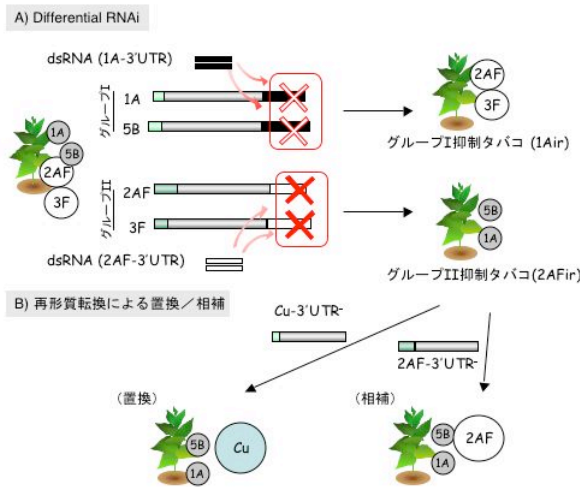 A) Differential RNAi
dsRNA (1A-3'UTR)
グループI
1A
5B
1A
5B
2AF
3F
2AF
3F
グループI抑制タバコ (1Air)
グループII
2AF
3F
dsRNA (2AF-3'UTR)
5B
1A
グループII抑制タバコ(2AFir)
B) 再形質転換による置換/相補
Cu-3'UTR-
2AF-3'UTR-
(置換)
(相補)
5B
1A
Cu
5B
1A
2AF